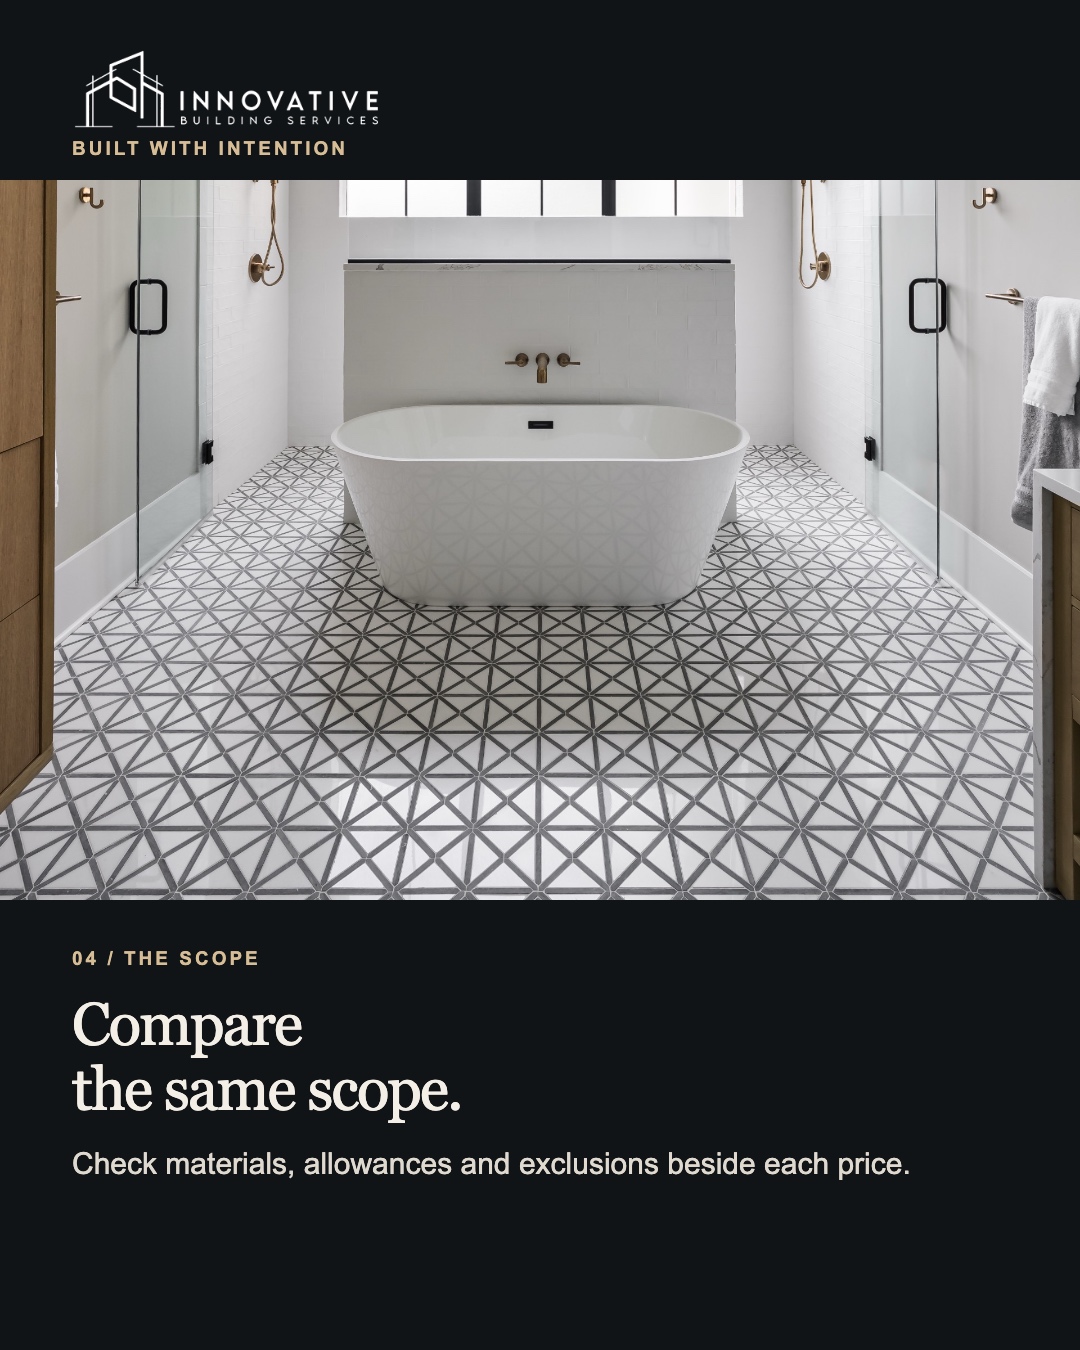 INNOVATIVE
BUILDING SERVICES
BUILT WITH INTENTION
04 / THE SCOPE
Compare
the same scope.
Check materials, allowances and exclusions beside each price.